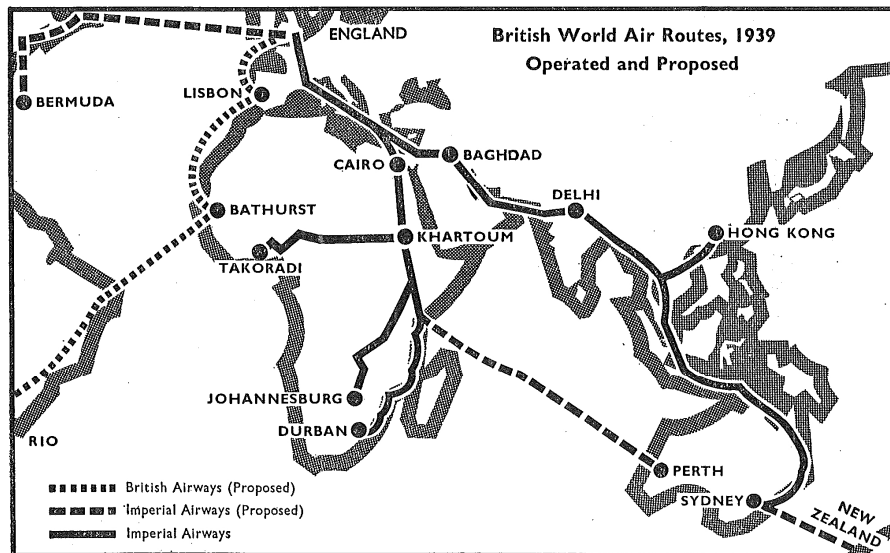 British World Air Routes, 1939
Operated and Proposed
ENGLAND
BERMUDA
LISBON
CAIRO
BAGHDAD
DELHI
BATHURST
KHARTOUM
HONG KONG
TAKORADI
JOHANNESBURG
DURBAN
RIO
PERTH
SYDNEY
NEW
ZEALAND
British Airways (Proposed)
Imperial Airways (Proposed)
Imperial Airways